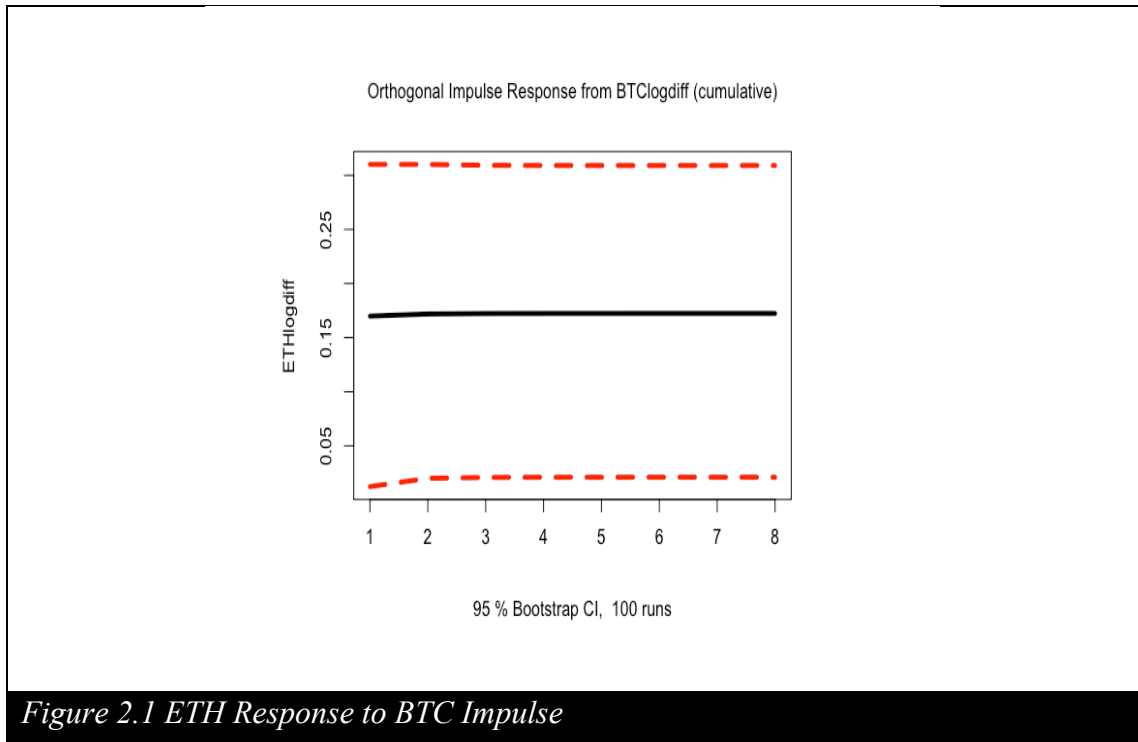 Orthogonal Impulse Response from BTClogdiff (cumulative)
ETHlogdiff
0.25
0.15
0.05
1 2 3 4 5 6 7 8
95 % Bootstrap CI, 100 runs
Figure 2.1 ETH Response to BTC Impulse